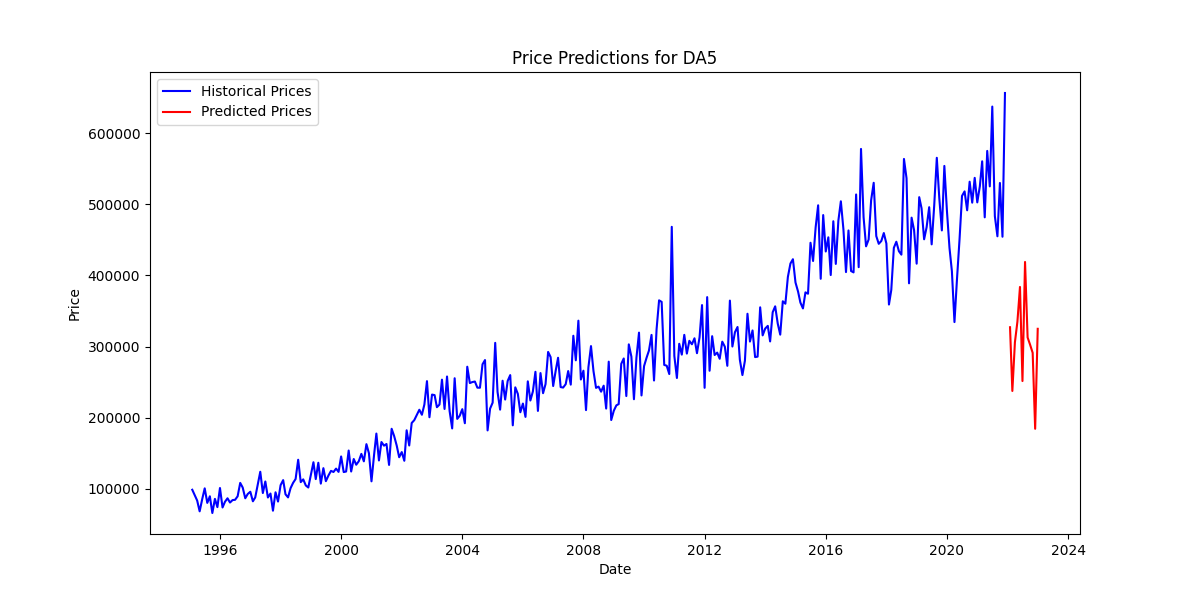 Price Predictions for DA5
Historical Prices
Predicted Prices
600000
500000
400000
300000
200000
100000
Price
1996 2000 2004 2008 2012 2016 2020 2024
Date